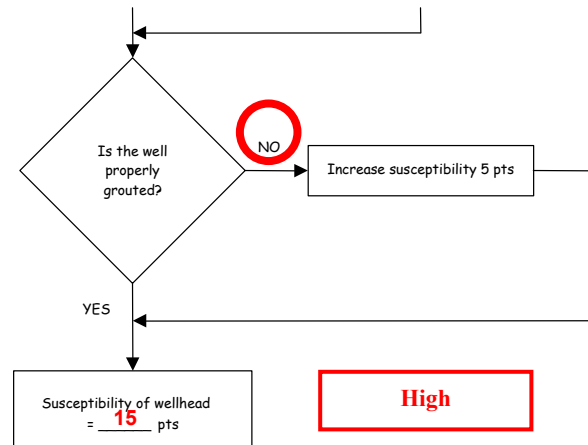 Is the well
properly
grouted?
NO
Increase susceptibility 5 pts
YES
Susceptibility of wellhead
= 15 pts
High